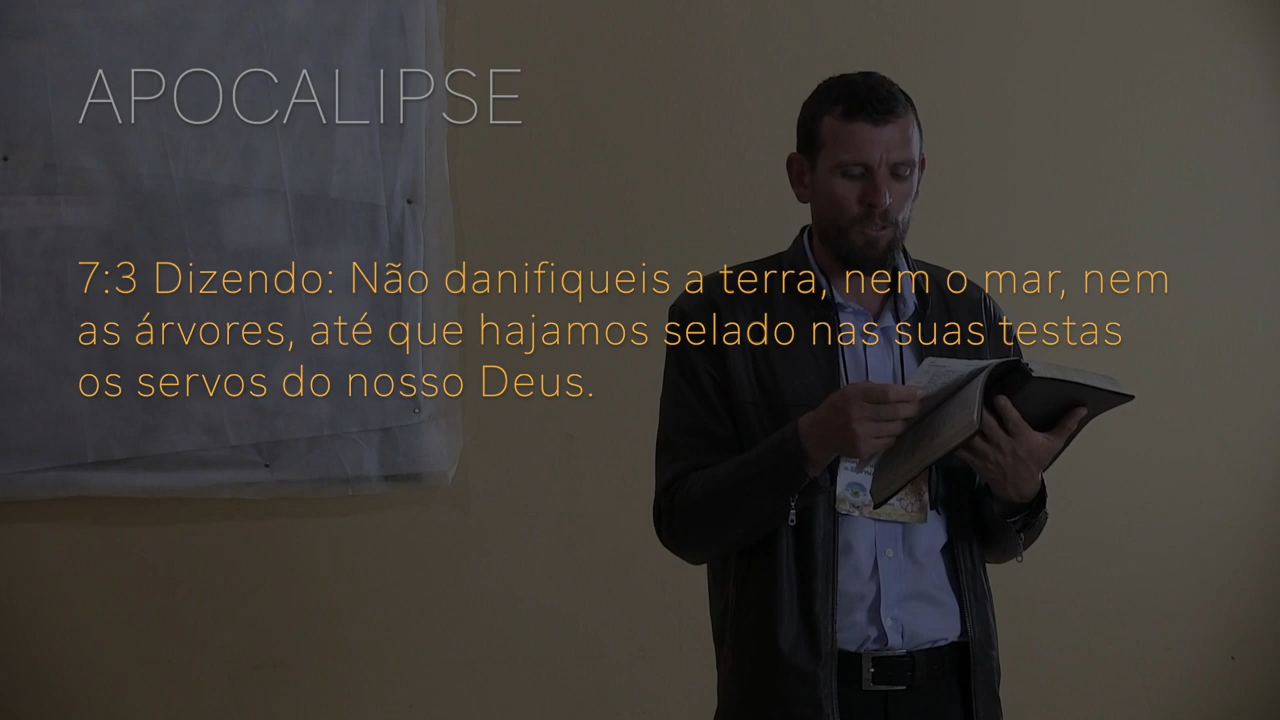 APOCALIPSE
7:3 Dizendo: Não danifiqueis a terra, nem o mar, nem
as árvores, até que hajamos selado nas suas testas
os servos do nosso Deus.